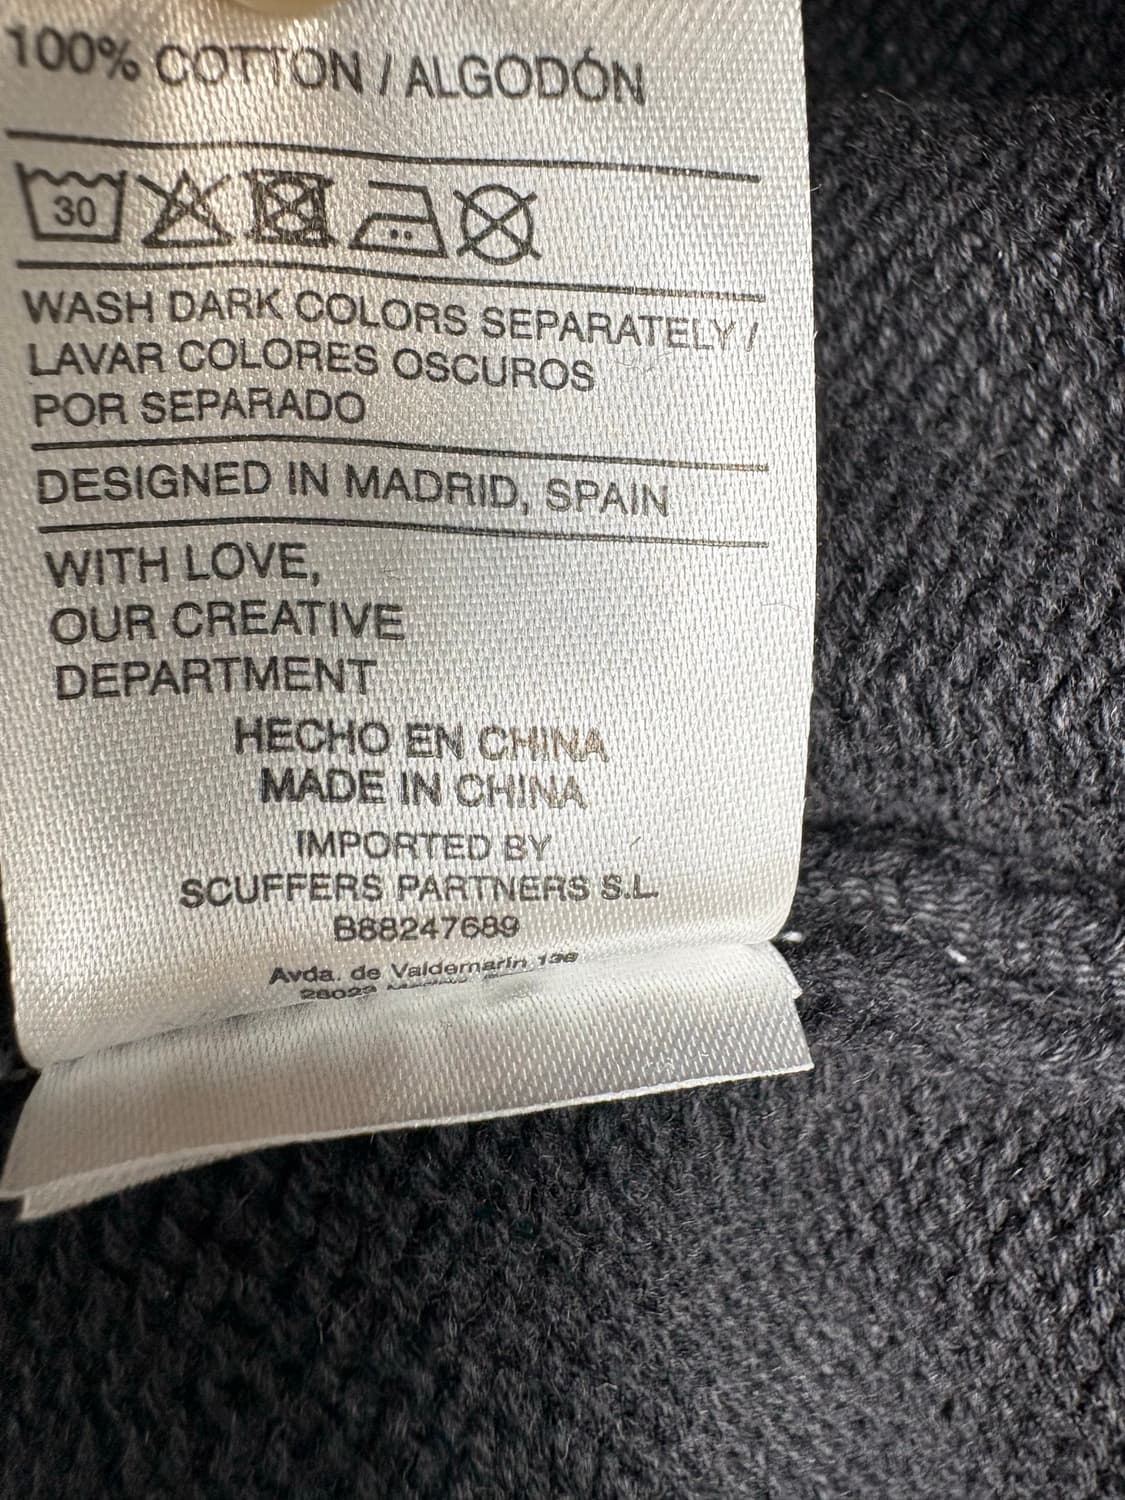 100% COTTON / ALGODÓN
30
WASH DARK COLORS SEPARATELY /
LAVAR COLORES OSCUROS
POR SEPARADO
DESIGNED IN MADRID, SPAIN
WITH LOVE,
OUR CREATIVE
DEPARTMENT
HECHO EN CHINA
MADE IN CHINA
IMPORTED BY
SCUFFERS PARTNERS S.L
B88247689
Avda. de Valdemarin